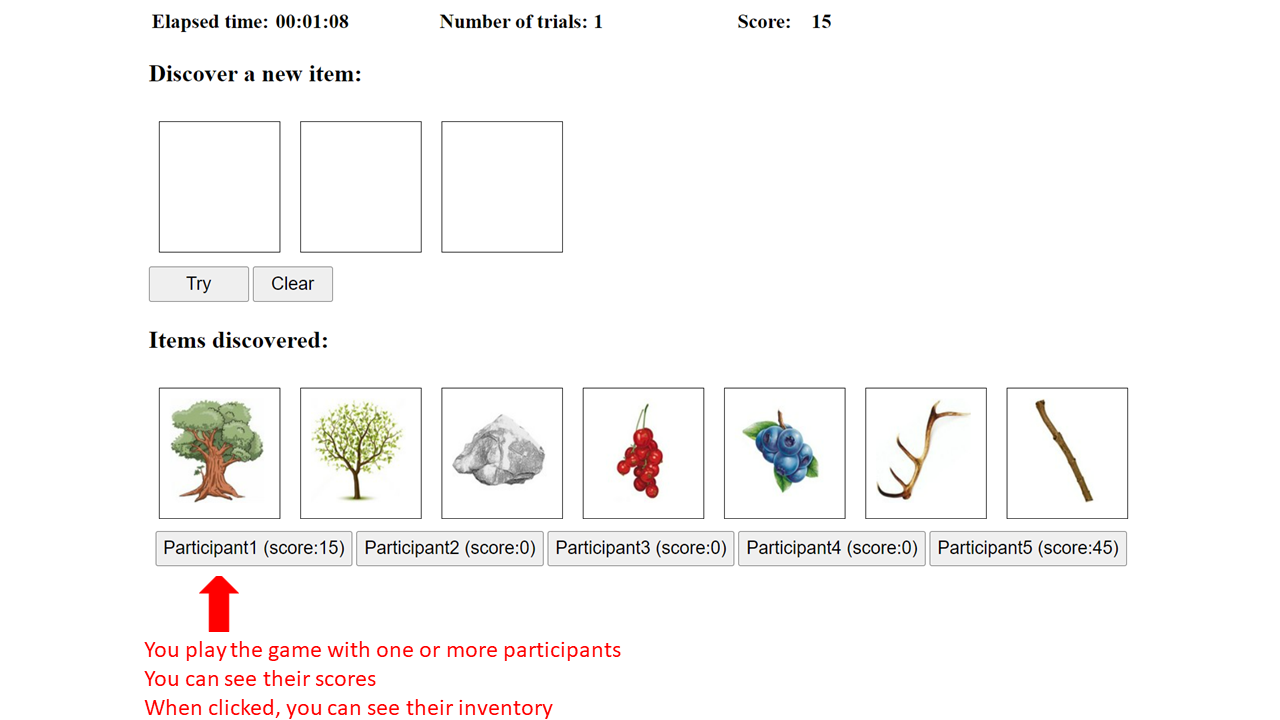 Elapsed time: 00:01:08 Number of trials: 1 Score: 15
Discover a new item:
Try Clear
Items discovered:
Participant1 (score:15) Participant2 (score:0) Participant3 (score:0) Participant4 (score:0) Participant5 (score:45)
You play the game with one or more participants
You can see their scores
When clicked, you can see their inventory